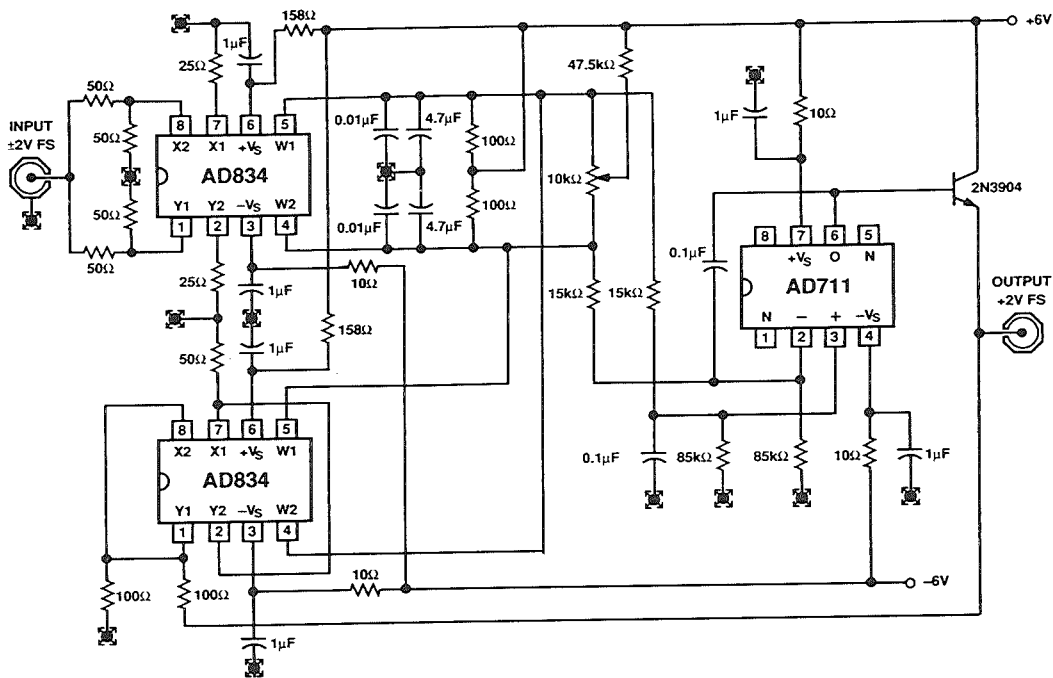 158Ω
+6V
1μF
25Ω
47.5kΩ
50Ω
INPUT
±2V FS
50Ω
8 7 6 5
X2 X1 +VS W1
AD834
Y1 Y2 −VS W2
1 2 3 4
50Ω
50Ω
0.01μF
4.7μF
100Ω
0.01μF
4.7μF
100Ω
10kΩ
1μF
10Ω
2N3904
0.1μF
8 7 6 5
+VS O N
AD711
N − + −VS
1 2 3 4
OUTPUT
+2V FS
25Ω
1μF
10Ω
15kΩ
15kΩ
50Ω
1μF
158Ω
8 7 6 5
X2 X1 +VS W1
AD834
Y1 Y2 −VS W2
1 2 3 4
0.1μF
85kΩ
85kΩ
10Ω
1μF
100Ω
100Ω
10Ω
−6V
1μF